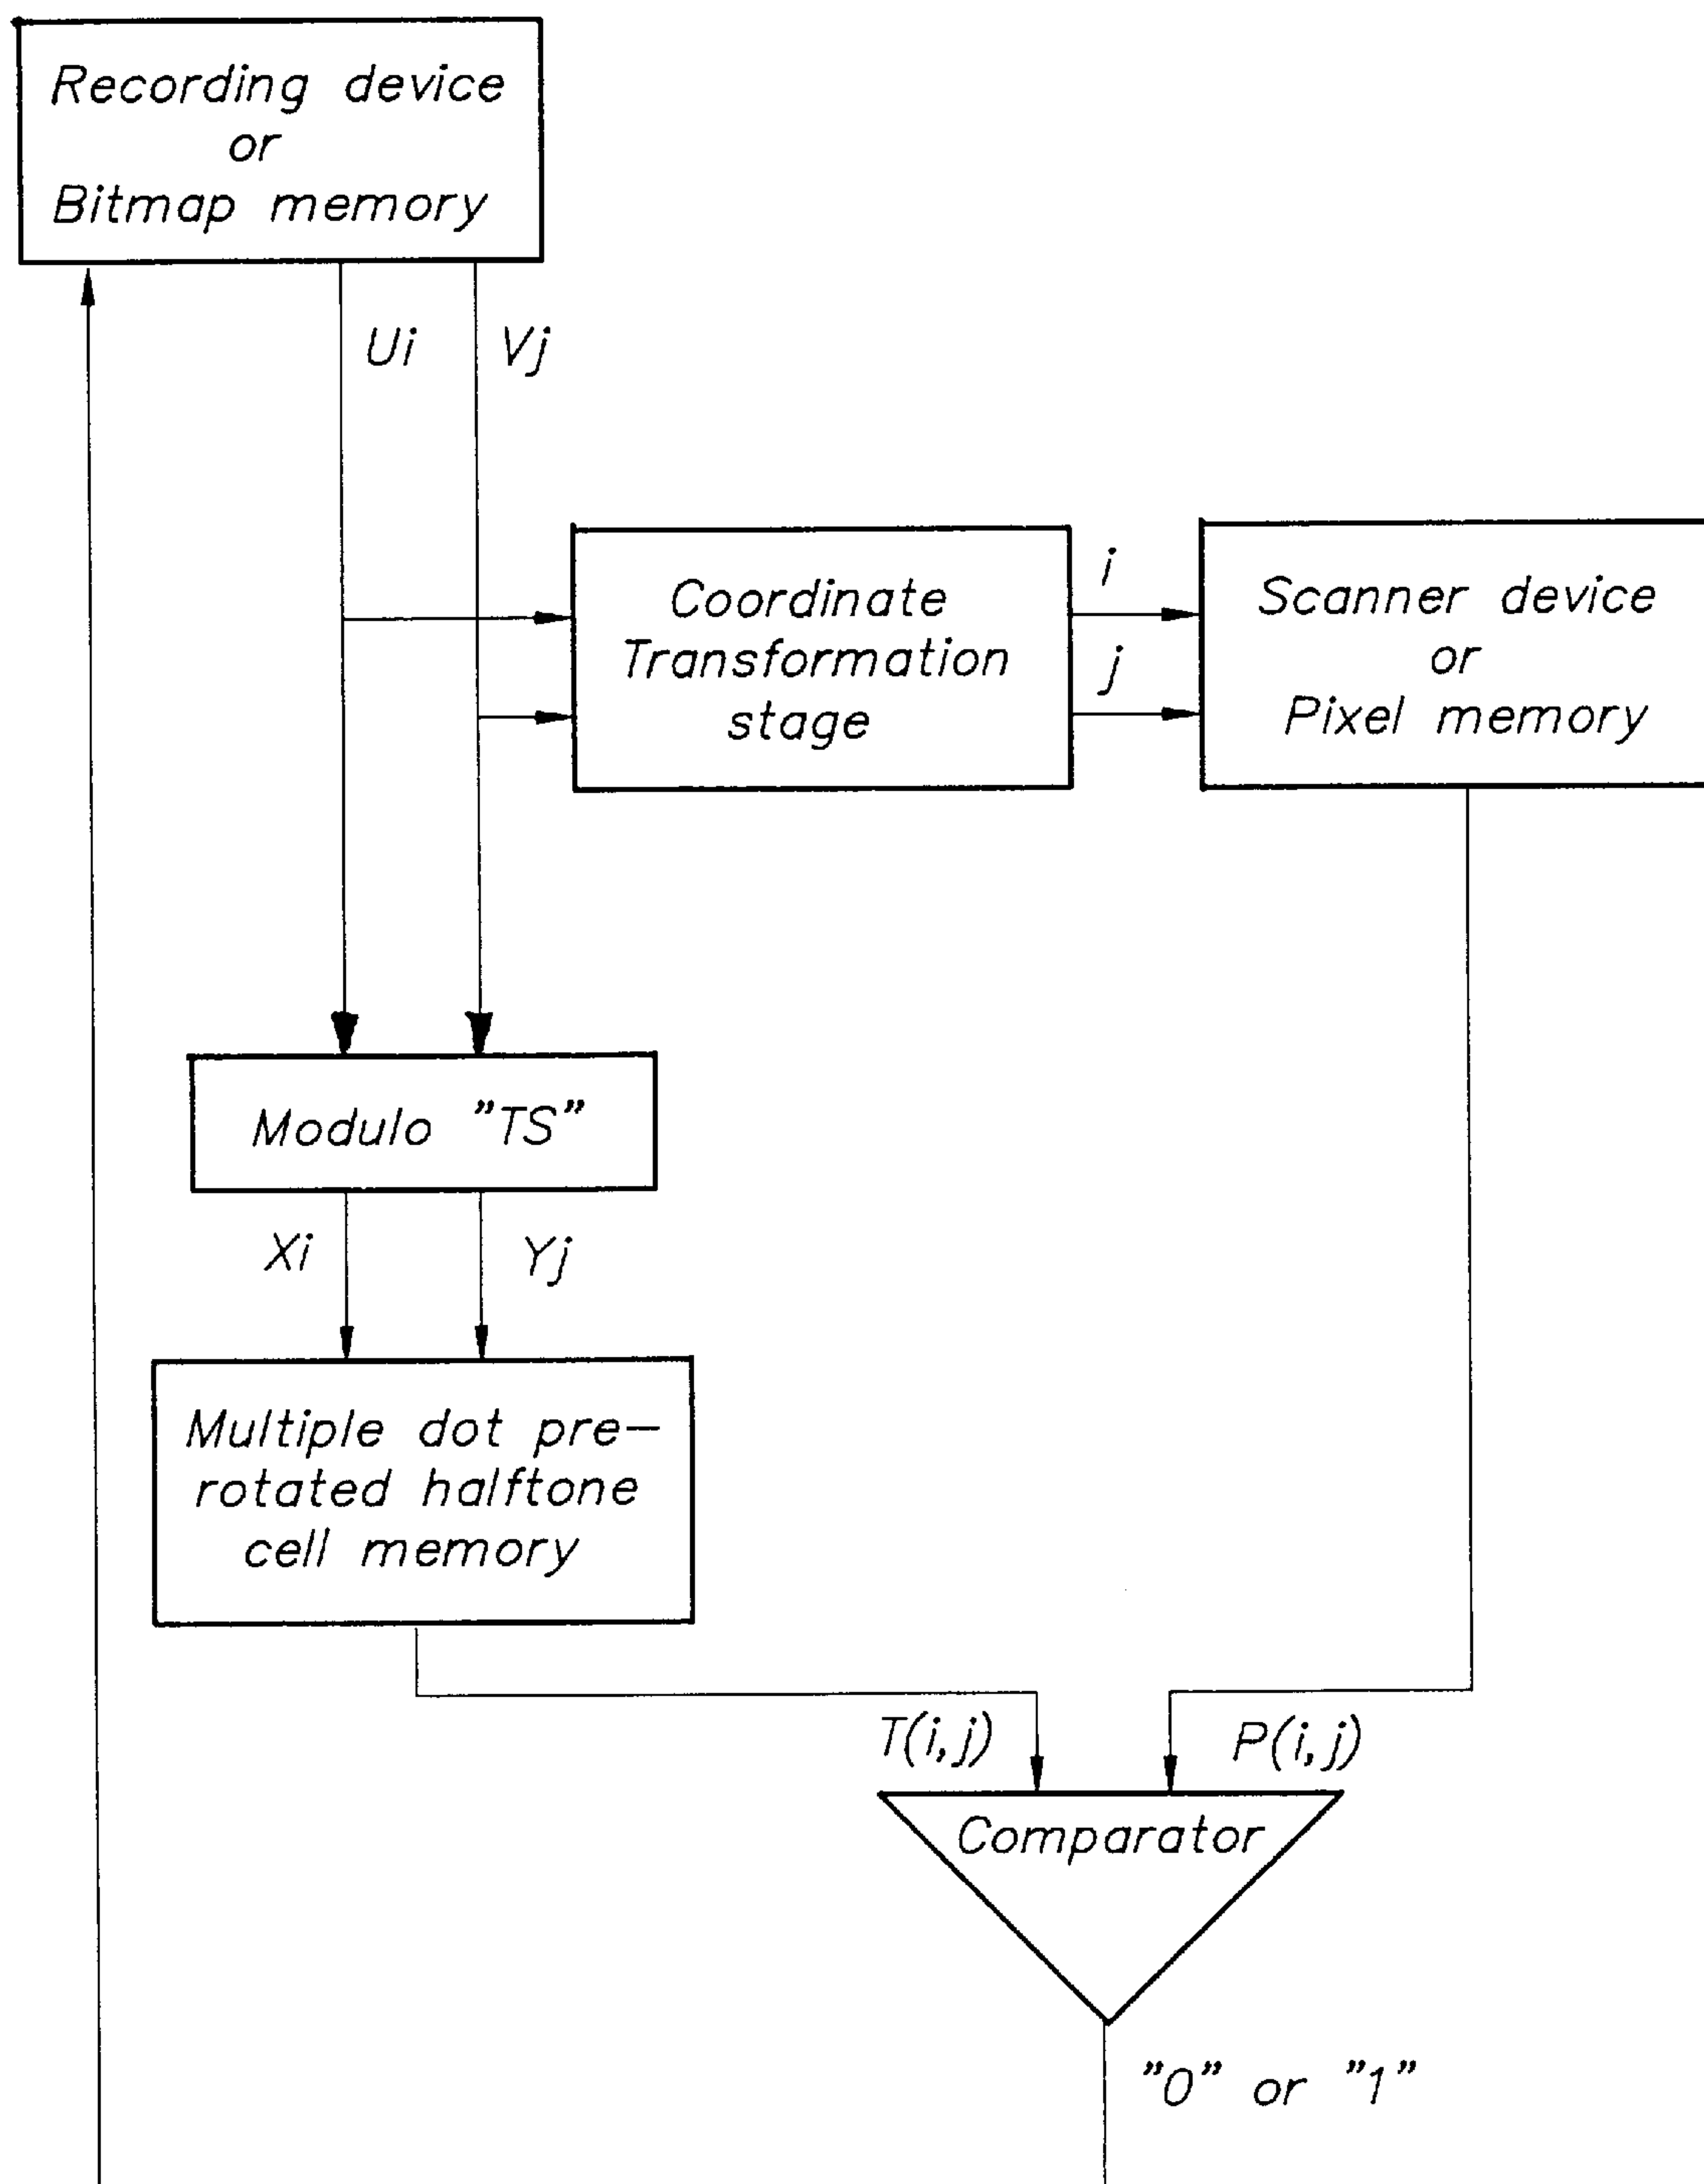 Recording device
or
Bitmap memory
Ui
Vj
Coordinate
Transformation
stage
i
j
Scanner device
or
Pixel memory
Modulo "TS"
Xi
Yj
Multiple dot pre-
rotated halftone
cell memory
T(i,j)
P(i,j)
Comparator
"0" or "1"